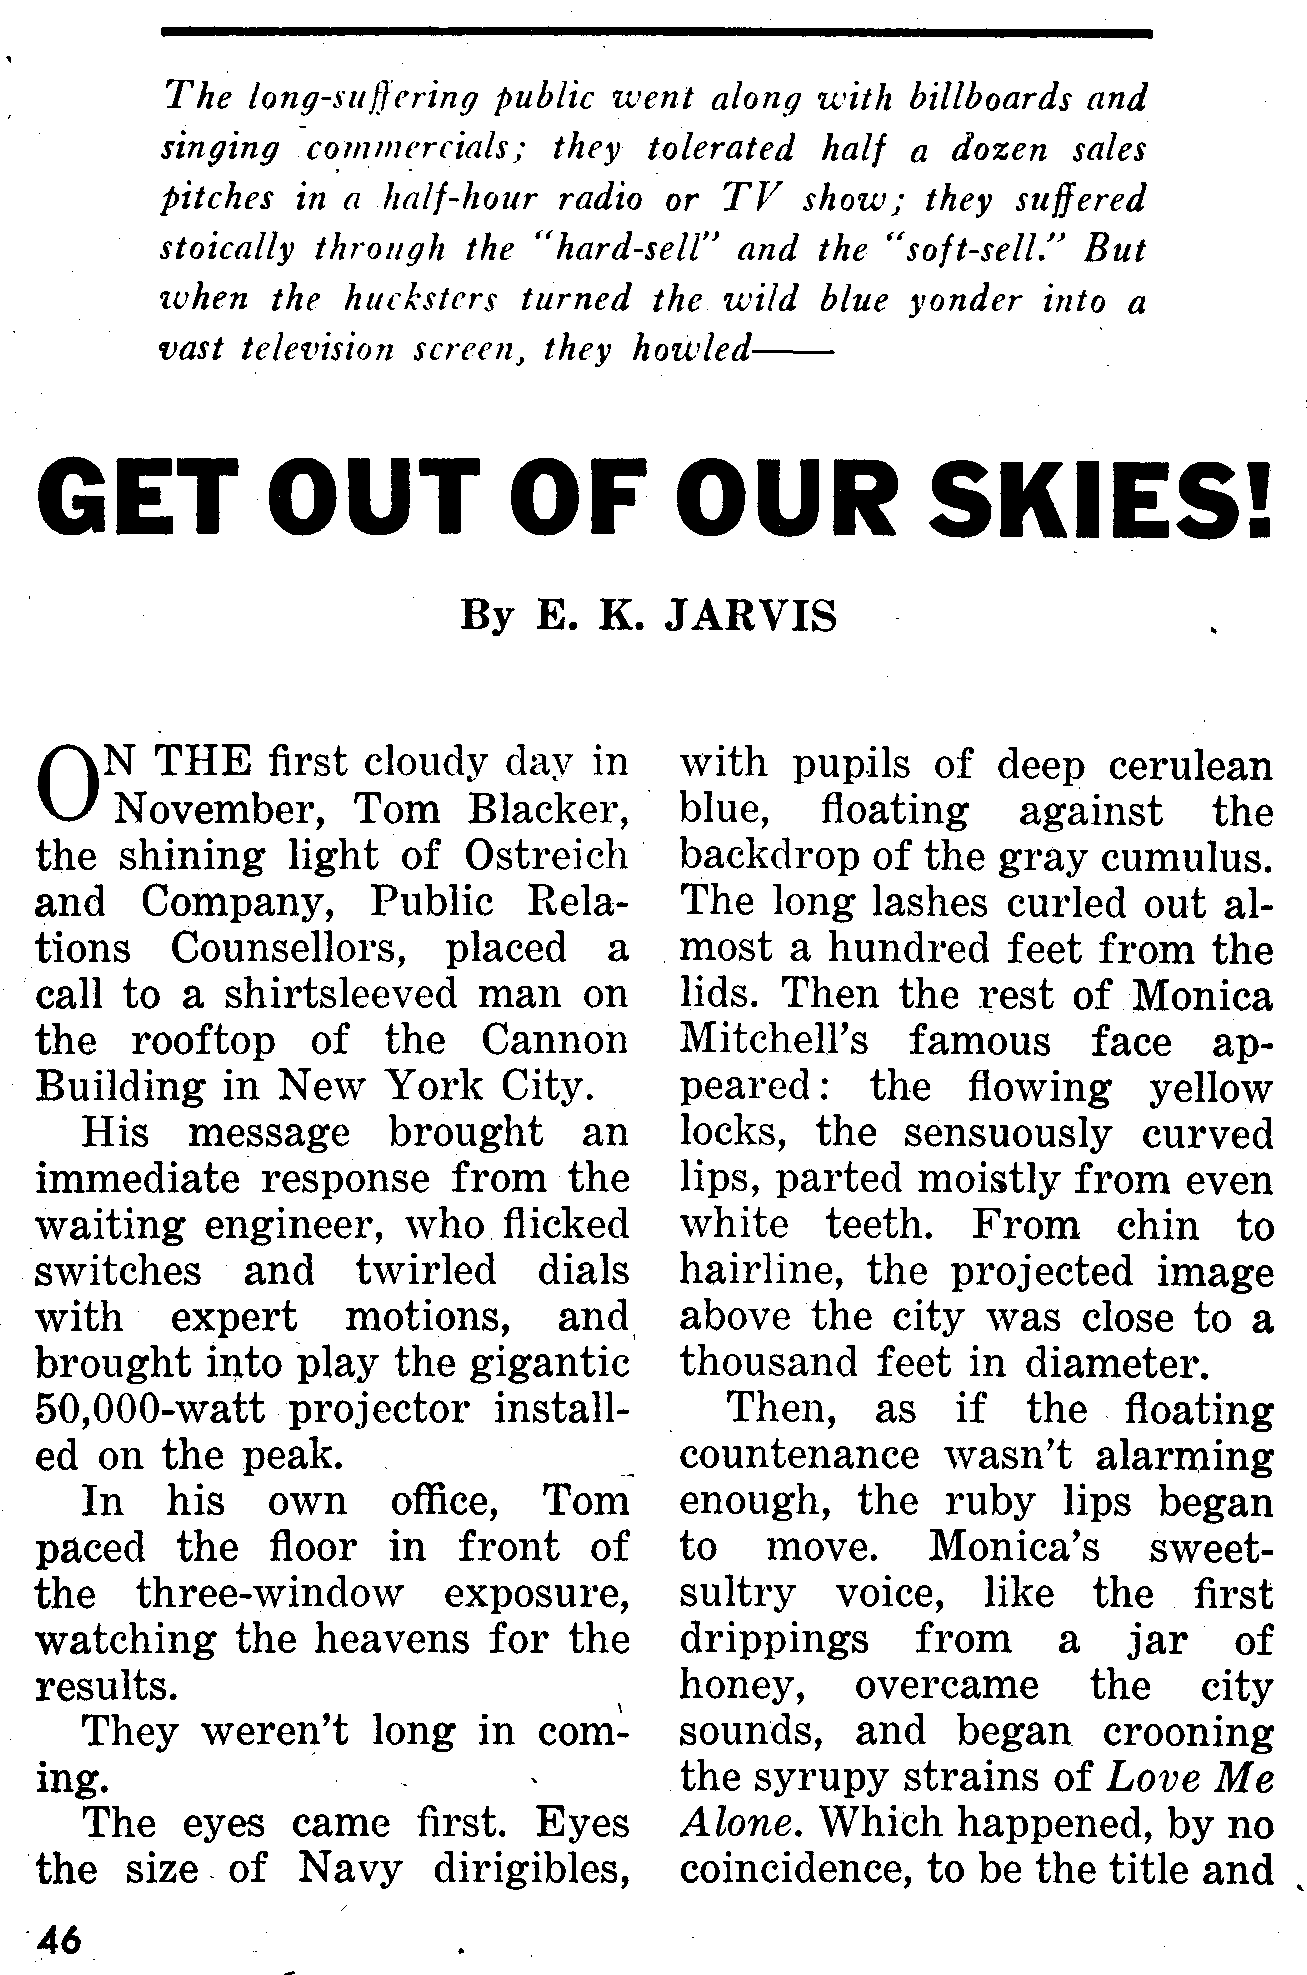 The long-suffering public went along with billboards and
singing commercials; they tolerated half a dozen sales
pitches in a half-hour radio or TV show; they suffered
stoically through the "hard-sell" and the "soft-sell." But
when the hucksters turned the wild blue yonder into a
vast television screen, they howled——
GET OUT OF OUR SKIES!
By E. K. JARVIS
ON THE first cloudy day in
November, Tom Blacker,
the shining light of Ostreich
and Company, Public Rela-
tions Counsellors, placed a
call to a shirtsleeved man on
the rooftop of the Cannon
Building in New York City.
His message brought an
immediate response from the
waiting engineer, who flicked
switches and twirled dials
with expert motions, and
brought into play the gigantic
50,000-watt projector install-
ed on the peak.
In his own office, Tom
paced the floor in front of
the three-window exposure,
watching the heavens for the
results.
They weren't long in com-
ing.
The eyes came first. Eyes
the size of Navy dirigibles,
with pupils of deep cerulean
blue, floating against the
backdrop of the gray cumulus.
The long lashes curled out al-
most a hundred feet from the
lids. Then the rest of Monica
Mitchell's famous face ap-
peared: the flowing yellow
locks, the sensuously curved
lips, parted moistly from even
white teeth. From chin to
hairline, the projected image
above the city was close to a
thousand feet in diameter.
Then, as if the floating
countenance wasn't alarming
enough, the ruby lips began
to move. Monica's sweet-
sultry voice, like the first
drippings from a jar of
honey, overcame the city
sounds, and began crooning
the syrupy strains of Love Me
Alone. Which happened, by no
coincidence, to be the title and
46